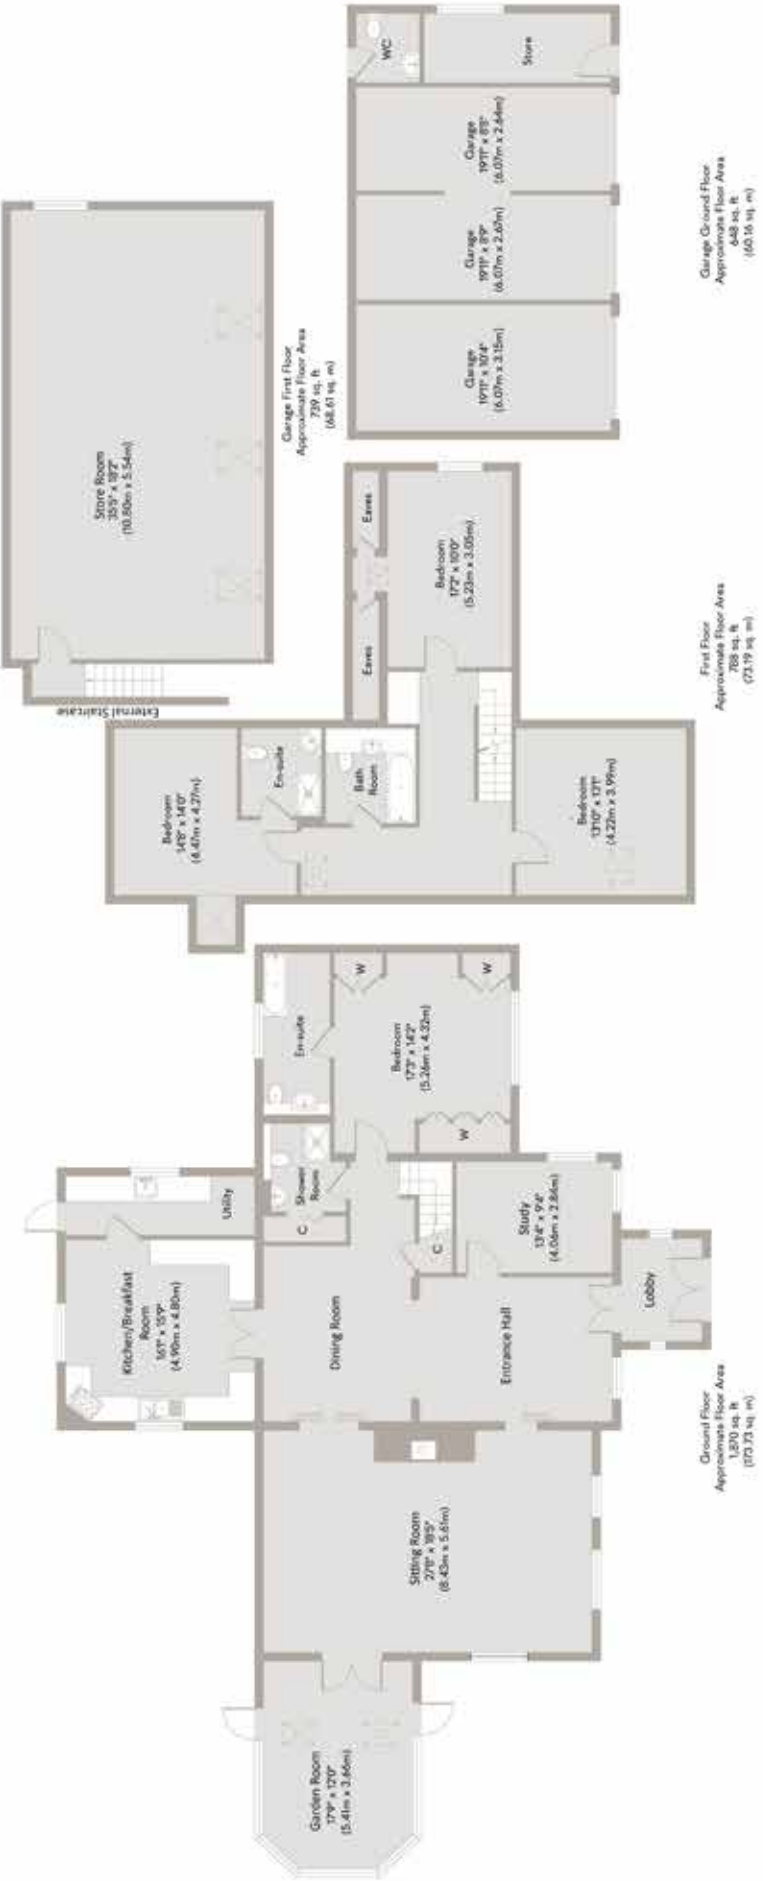 Garden Room
17'9" x 12'0"
(5.41m x 3.66m)
Sitting Room
27'8" x 18'5"
(8.43m x 5.61m)
Kitchen/Breakfast
Room
16'1" x 15'9"
(4.90m x 4.80m)
Utility
Dining Room
Entrance Hall
Lobby
C
C
Shower
Room
Study
13'4" x 9'4"
(4.06m x 2.84m)
En-suite
Bedroom
17'3" x 14'2"
(5.26m x 4.32m)
W
W
W
Ground Floor
Approximate Floor Area
1,870 sq. ft
(173.73 sq. m)
Bedroom
14'8" x 14'0"
(4.47m x 4.27m)
En-suite
Bath
Room
Bedroom
13'10" x 13'1"
(4.22m x 3.99m)
Eaves
Eaves
Bedroom
17'2" x 10'0"
(5.23m x 3.05m)
First Floor
Approximate Floor Area
788 sq. ft
(73.19 sq. m)
External Staircase
Store Room
35'5" x 18'2"
(10.80m x 5.54m)
Garage First Floor
Approximate Floor Area
739 sq. ft
(68.61 sq. m)
Garage
19'11" x 10'4"
(6.07m x 3.15m)
Garage
19'11" x 8'9"
(6.07m x 2.67m)
Garage
19'11" x 8'8"
(6.07m x 2.64m)
WC
Store
Garage Ground Floor
Approximate Floor Area
648 sq. ft
(60.16 sq. m)